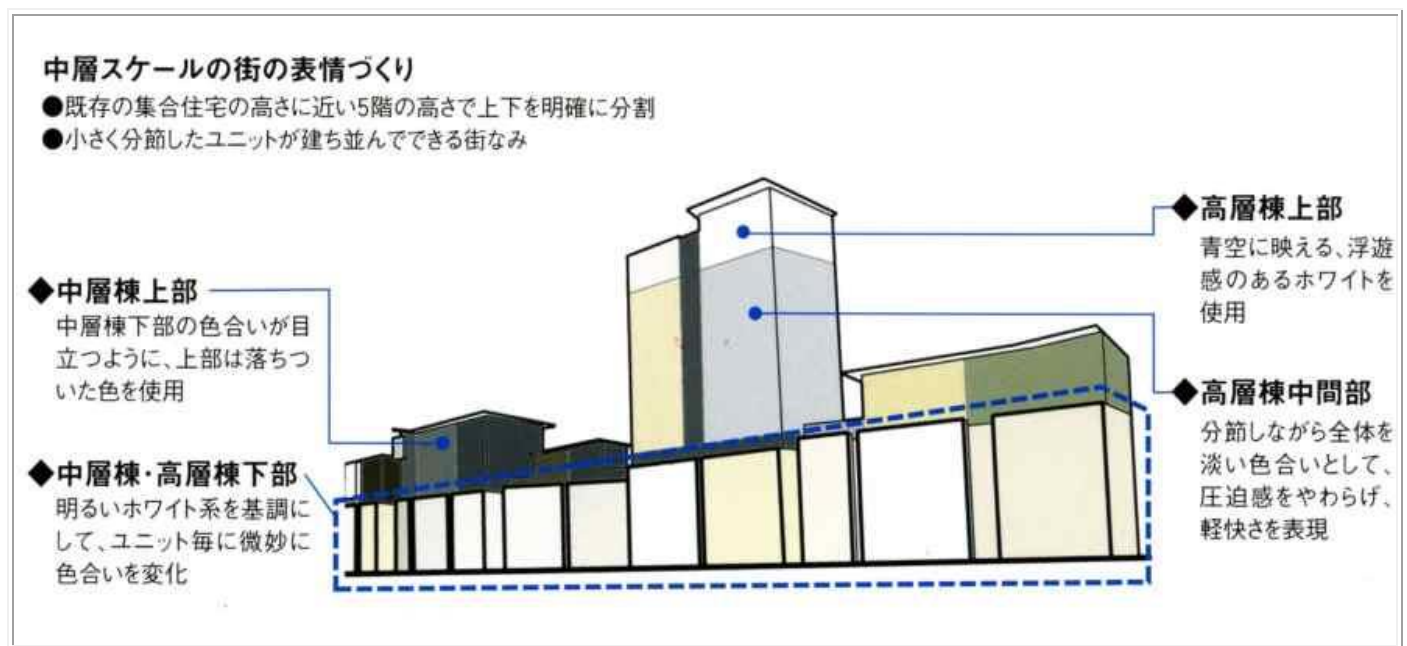 中層スケールの街の表情づくり
●既存の集合住宅の高さに近い5階の高さで上下を明確に分割
●小さく分節したユニットが建ち並んでできる街なみ
◆高層棟上部
青空に映える、浮遊
感のあるホワイトを
使用
◆中層棟上部
中層棟下部の色合いが目
立つように、上部は落ちつ
いた色を使用
◆高層棟中間部
分節しながら全体を
淡い色合いとして、
圧迫感をやわらげ、
軽快さを表現
◆中層棟・高層棟下部
明るいホワイト系を基調に
して、ユニット毎に微妙に
色合いを変化